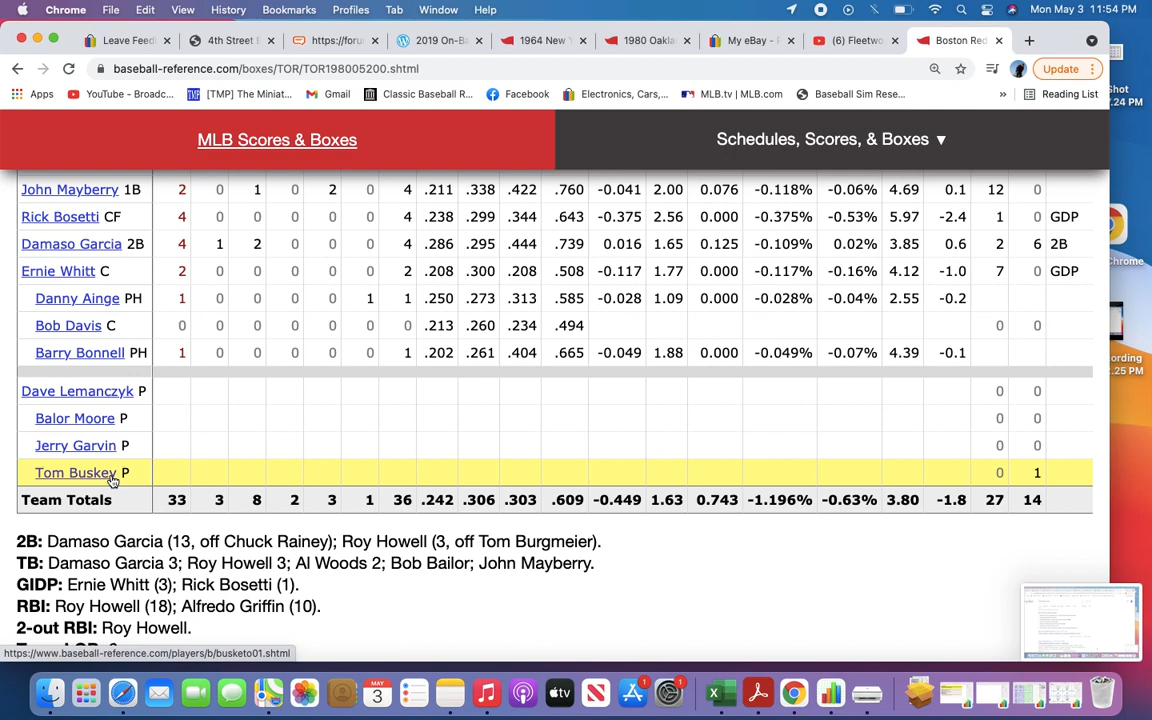 Chrome File Edit View History Bookmarks Profiles Tab Window Help Mon May 3 11:54 PM
Leave Feed 4th Street E https://foru 2019 On-Ba 1964 New Y 1980 Oakla My eBay - P (6) Fleetwo Boston Red
baseball-reference.com/boxes/TOR/TOR198005200.shtml Update
Apps YouTube - Broadc... [TMP] The Miniat... Gmail Classic Baseball R... Facebook Electronics, Cars,... MLB.tv | MLB.com Baseball Sim Rese... » Reading List
Shot
.24 PM
MLB Scores & Boxes Schedules, Scores, & Boxes ▼
John Mayberry 1B 2 0 1 0 2 0 4 .211 .338 .422 .760 -0.041 2.00 0.076 -0.118% -0.06% 4.69 0.1 12 0
Rick Bosetti CF 4 0 0 0 0 0 4 .238 .299 .344 .643 -0.375 2.56 0.000 -0.375% -0.53% 5.97 -2.4 1 0 GDP
Damaso Garcia 2B 4 1 2 0 0 0 4 .286 .295 .444 .739 0.016 1.65 0.125 -0.109% 0.02% 3.85 0.6 2 6 2B
Ernie Whitt C 2 0 0 0 0 0 2 .208 .300 .208 .508 -0.117 1.77 0.000 -0.117% -0.16% 4.12 -1.0 7 0 GDP
Chrome
Danny Ainge PH 1 0 0 0 0 1 1 .250 .273 .313 .585 -0.028 1.09 0.000 -0.028% -0.04% 2.55 -0.2
Bob Davis C 0 0 0 0 0 0 0 .213 .260 .234 .494 0 0
Barry Bonnell PH 1 0 0 0 0 0 1 .202 .261 .404 .665 -0.049 1.88 0.000 -0.049% -0.07% 4.39 -0.1
ording
.25 PM
Dave Lemanczyk P 0 0
Balor Moore P 0 0
Jerry Garvin P 0 0
Tom Buskey P 0 1
Team Totals 33 3 8 2 3 1 36 .242 .306 .303 .609 -0.449 1.63 0.743 -1.196% -0.63% 3.80 -1.8 27 14
2B: Damaso Garcia (13, off Chuck Rainey); Roy Howell (3, off Tom Burgmeier).
TB: Damaso Garcia 3; Roy Howell 3; Al Woods 2; Bob Bailor; John Mayberry.
GIDP: Ernie Whitt (3); Rick Bosetti (1).
RBI: Roy Howell (18); Alfredo Griffin (10).
2-out RBI: Roy Howell.
https://www.baseball-reference.com/players/b/busketo01.shtml
MAY
3
tv
1
1